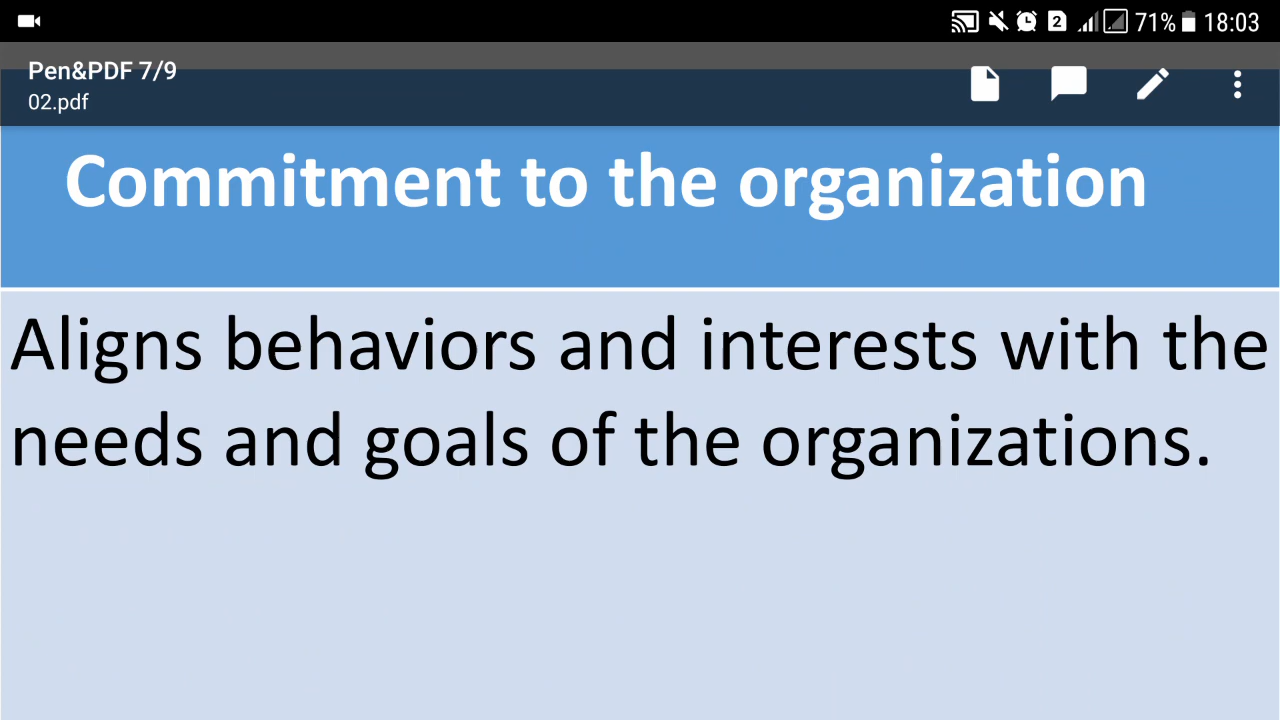 2 71% 18:03
Pen&PDF 7/9
02.pdf
Commitment to the organization
Aligns behaviors and interests with the
needs and goals of the organizations.